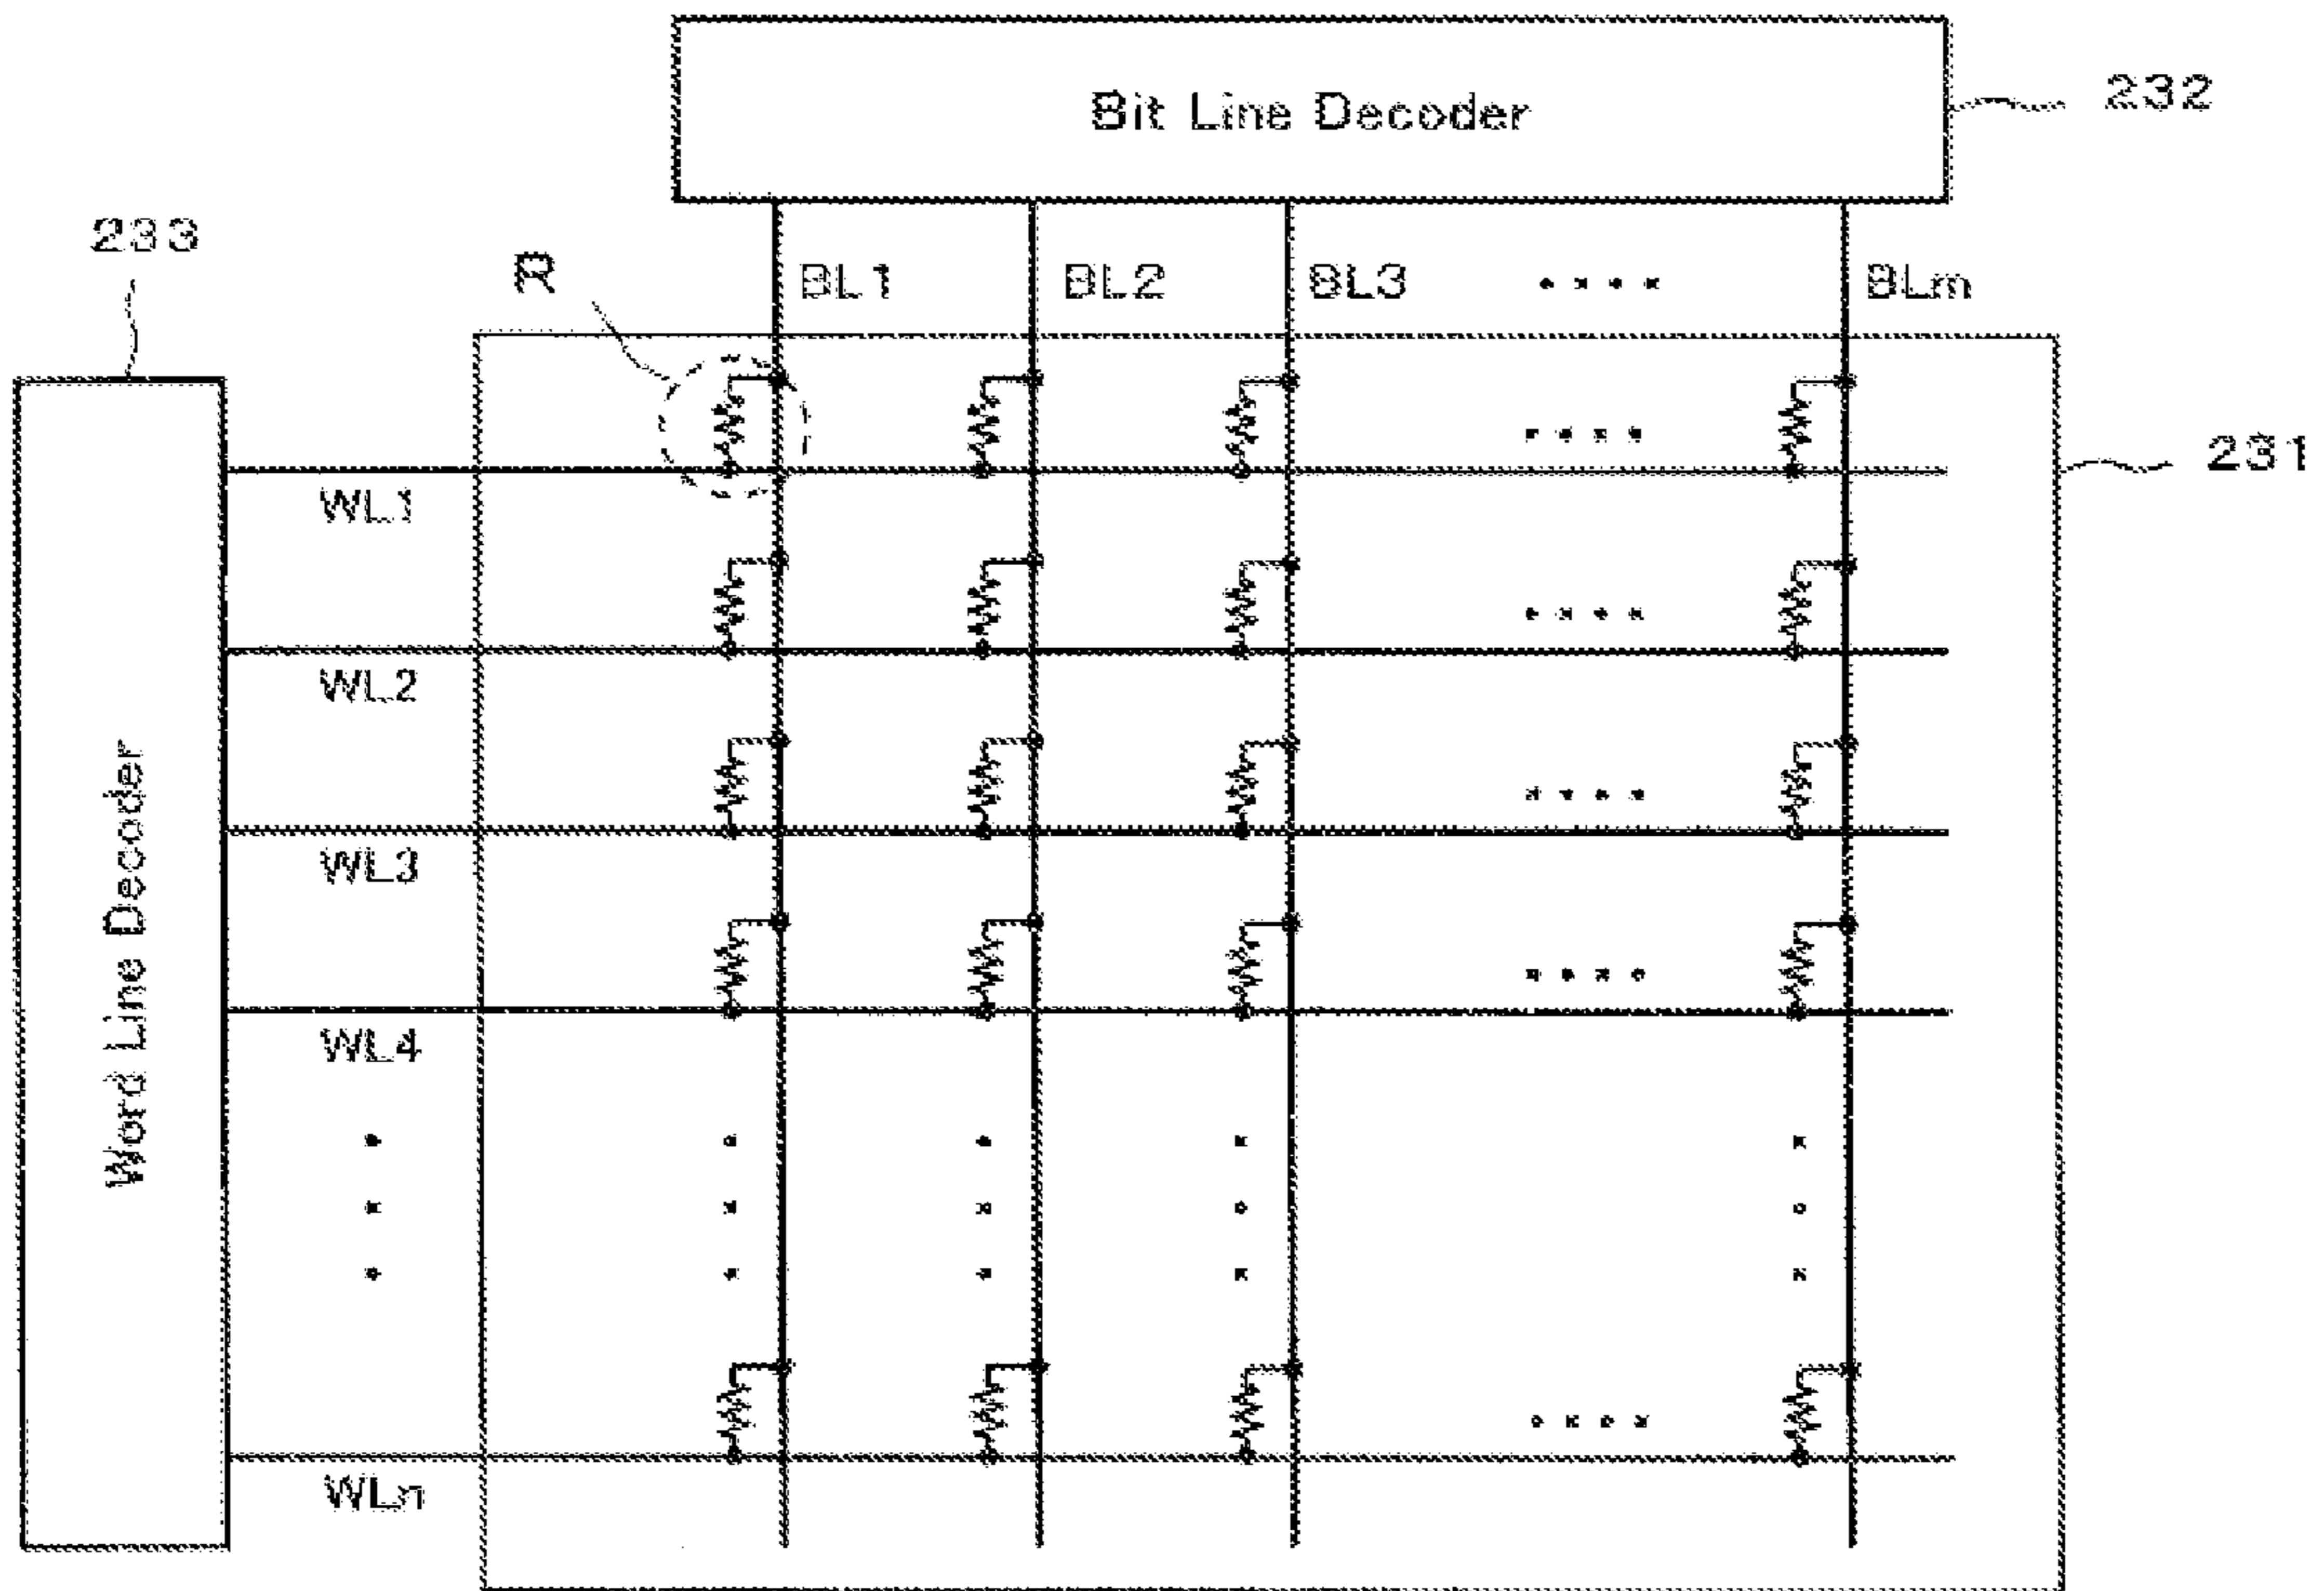 Bit Line Decoder
232
233
R
BL1
BL2
BL3
BLm
231
WL1
WL2
WL3
WL4
WLn
Word Line Decoder